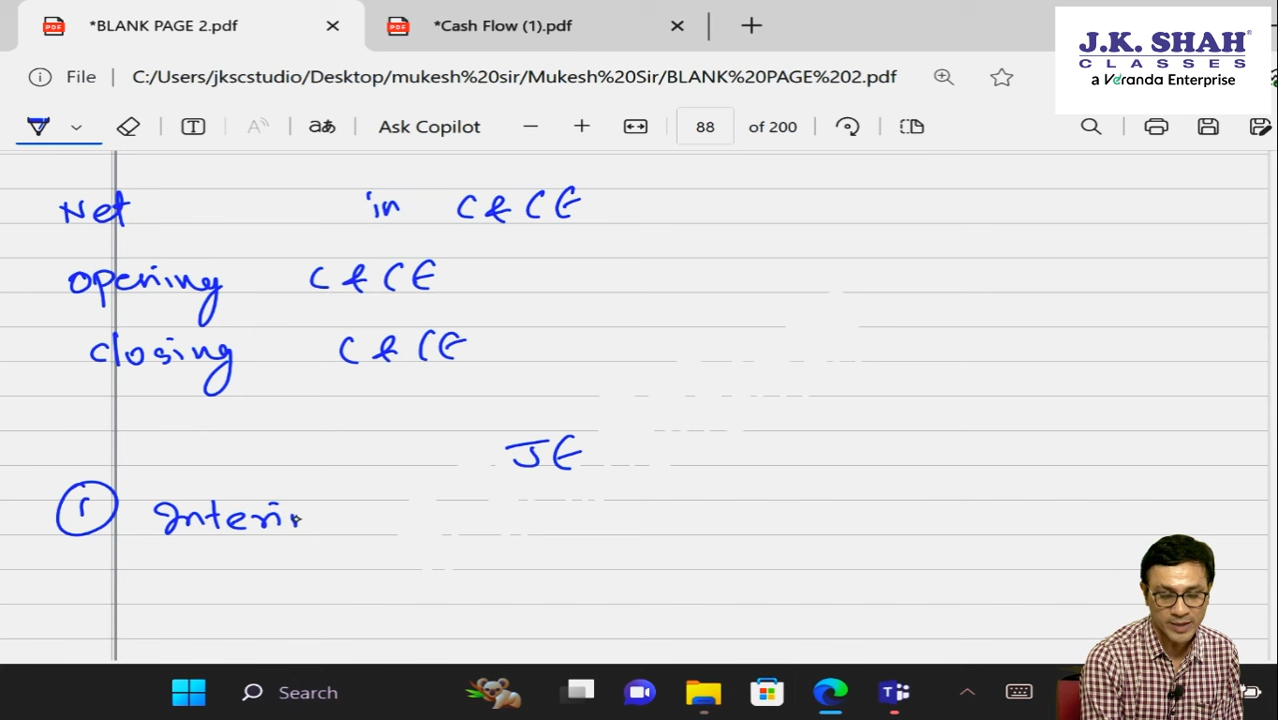 *BLANK PAGE 2.pdf
*Cash Flow (1).pdf
J.K. SHAH
CLASSES
a Veranda Enterprise
File
C:/Users/jkscstudio/Desktop/mukesh%20sir/Mukesh%20Sir/BLANK%20PAGE%202.pdf
aあ
Ask Copilot
88
of 200
Net in C & CE
opening C & CE
closing C & CE
JE
Interi
Search